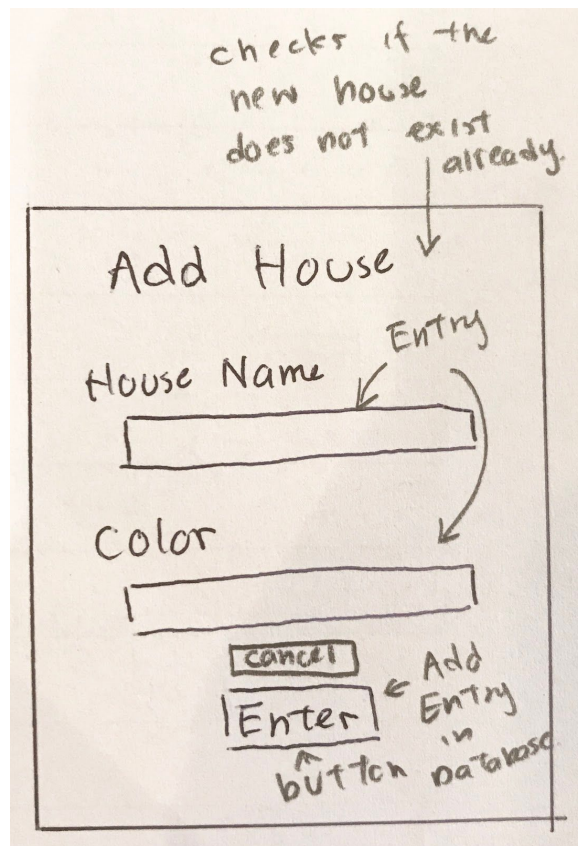 checks if the
new house
does not exist
already.
Add House
Entry
House Name
Color
cancel
Enter
Add
Entry
in
Database
button